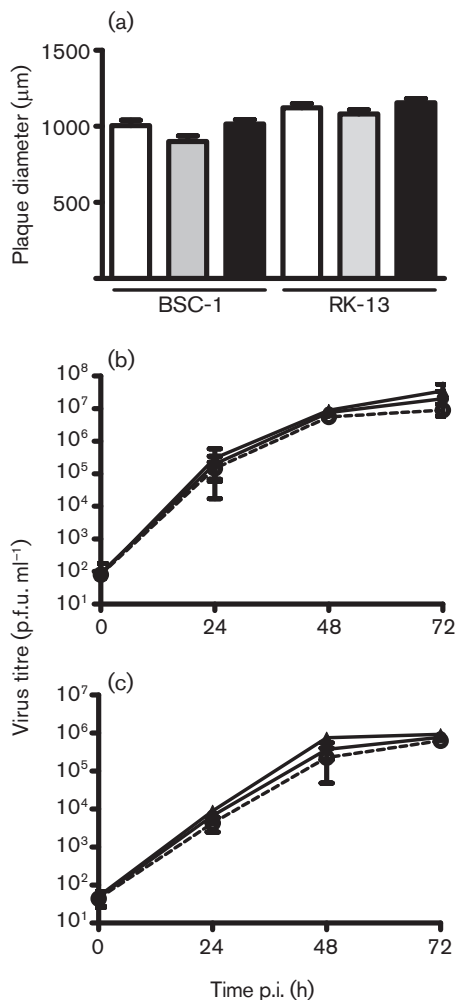 (a)
Plaque diameter (μm)
1500
1000
500
BSC-1 RK-13
(b)
Virus titre (p.f.u. ml⁻¹)
10⁸
10⁷
10⁶
10⁵
10⁴
10³
10²
10¹
0 24 48 72
(c)
10⁷
10⁶
10⁵
10⁴
10³
10²
10¹
0 24 48 72
Time p.i. (h)